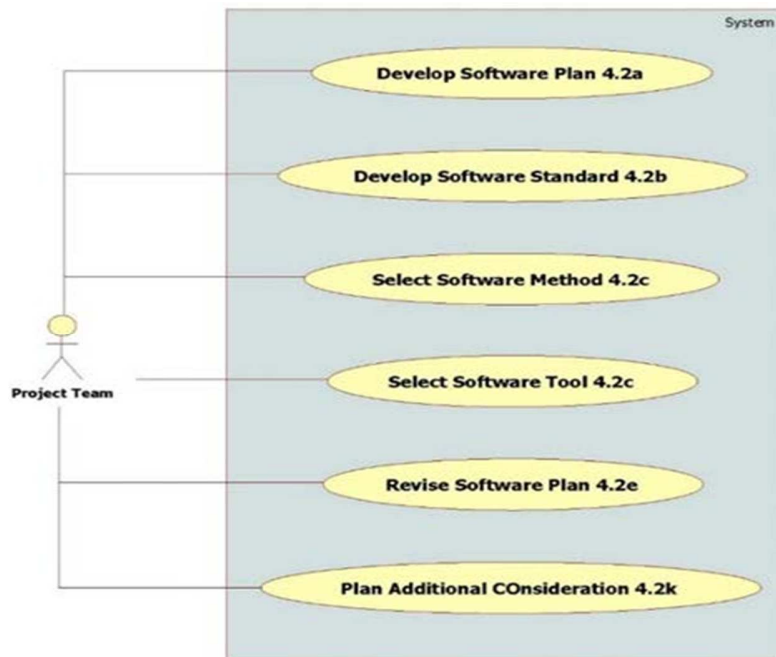 System
Develop Software Plan 4.2a
Develop Software Standard 4.2b
Select Software Method 4.2c
Select Software Tool 4.2c
Project Team
Revise Software Plan 4.2e
Plan Additional COnsideration 4.2k